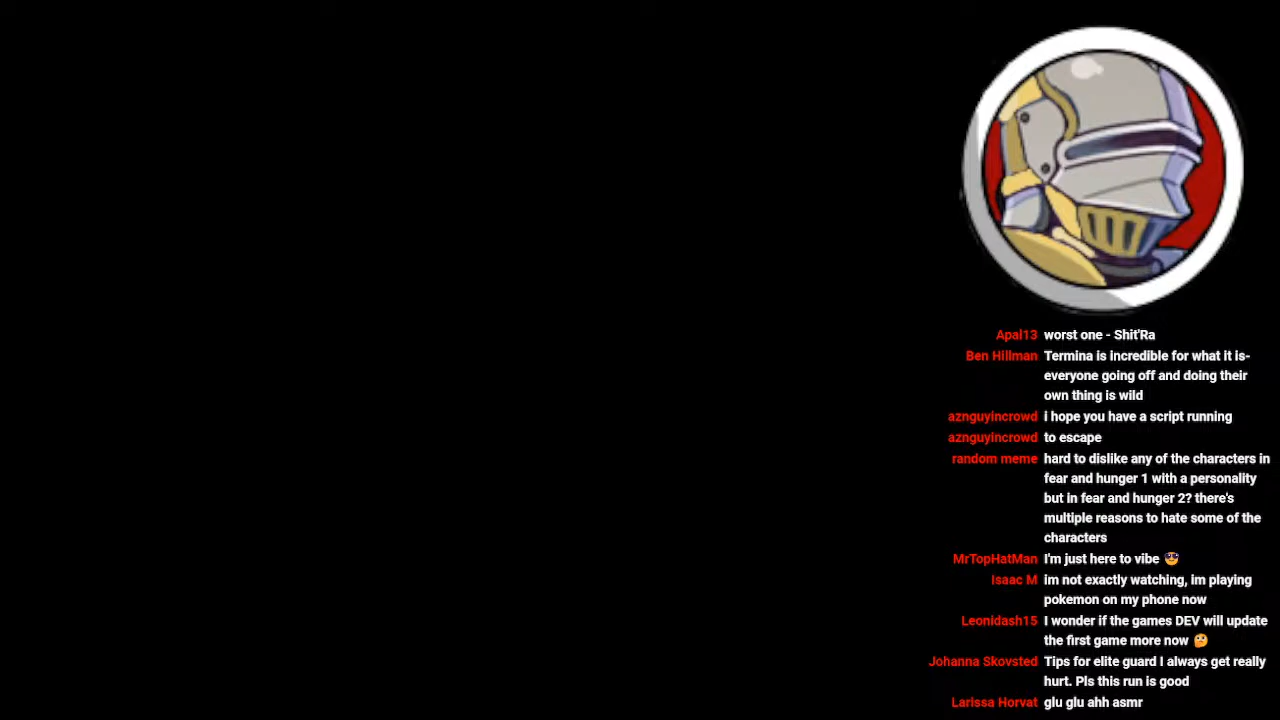 Apal13 worst one - Shit'Ra
Ben Hillman Termina is incredible for what it is-
everyone going off and doing their
own thing is wild
aznguyincrowd i hope you have a script running
aznguyincrowd to escape
random meme hard to dislike any of the characters in
fear and hunger 1 with a personality
but in fear and hunger 2? there's
multiple reasons to hate some of the
characters
MrTopHatMan I'm just here to vibe 😎
Isaac M im not exactly watching, im playing
pokemon on my phone now
Leonidash15 I wonder if the games DEV will update
the first game more now 🤔
Johanna Skovsted Tips for elite guard I always get really
hurt. Pls this run is good
Larissa Horvat glu glu ahh asmr